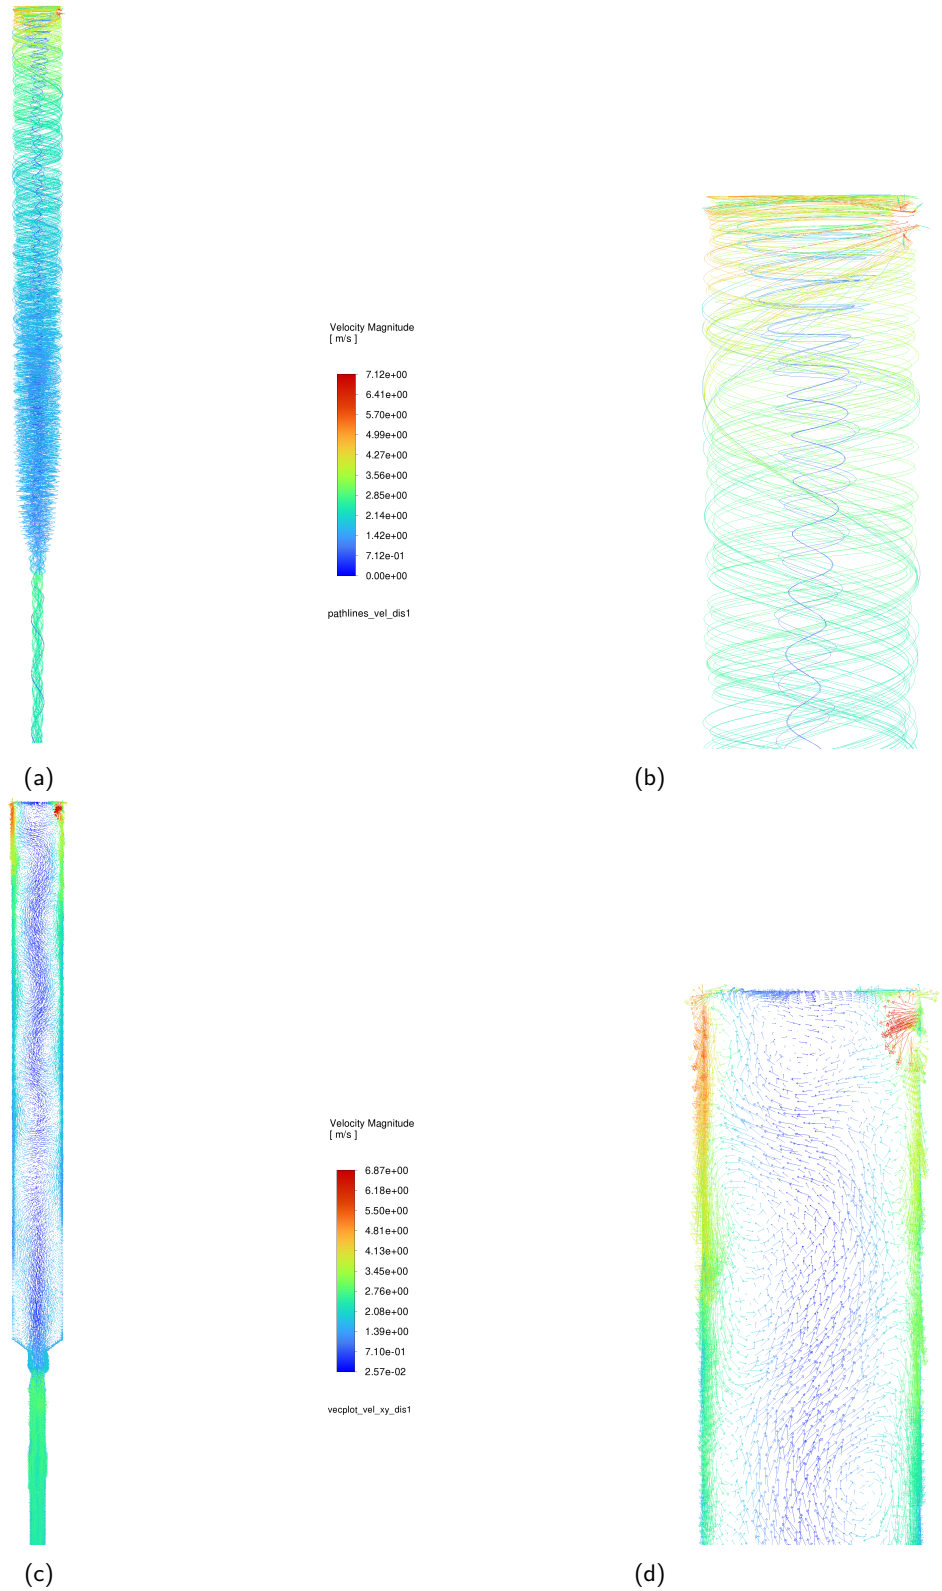 Velocity Magnitude
[ m/s ]
7.12e+00
6.41e+00
5.70e+00
4.99e+00
4.27e+00
3.56e+00
2.85e+00
2.14e+00
1.42e+00
7.12e-01
0.00e+00
pathlines_vel_dis1
(a)
(b)
Velocity Magnitude
[ m/s ]
6.87e+00
6.18e+00
5.50e+00
4.81e+00
4.13e+00
3.45e+00
2.76e+00
2.08e+00
1.39e+00
7.10e-01
2.57e-02
vecplot_vel_xy_dis1
(c)
(d)